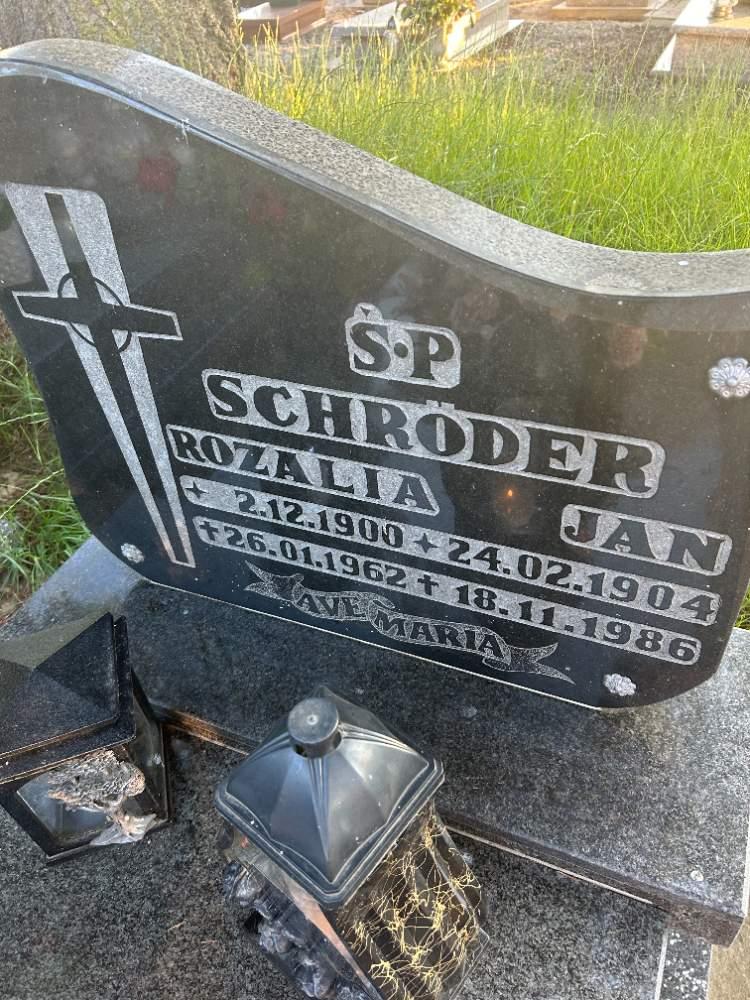 Ś·P
SCHRÖDER
ROZALIA JAN
✦ 2.12.1900 ✦ 24.02.1904
✝ 26.01.1962 ✝ 18.11.1986
AVE MARIA